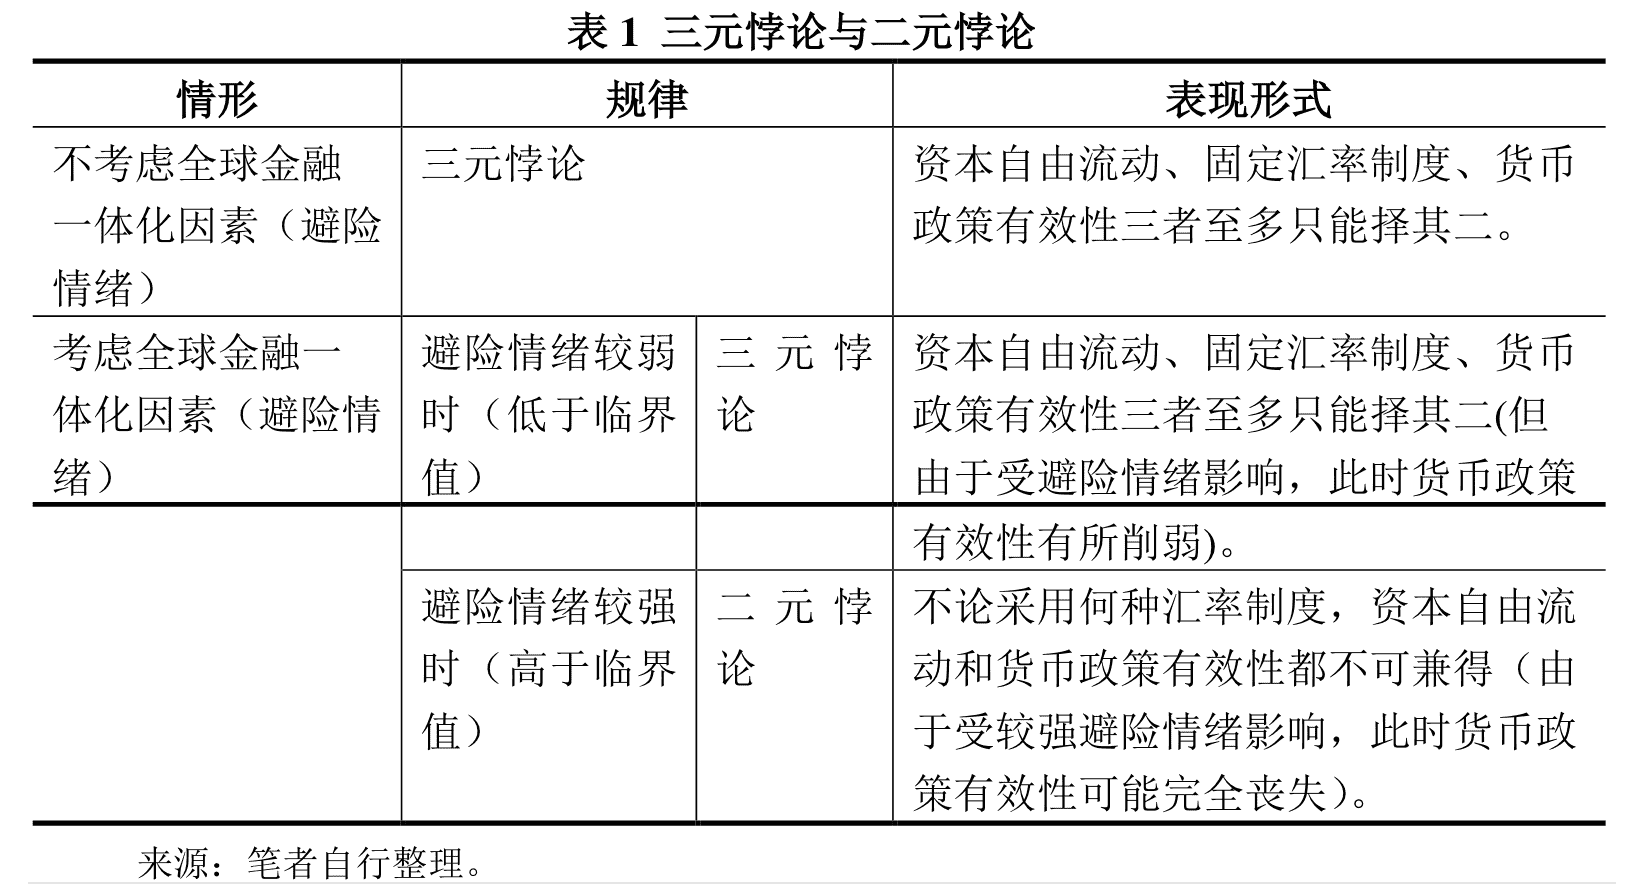 表 1 三元悖论与二元悖论
情形 规律 表现形式
不考虑全球金融
一体化因素（避险
情绪）
三元悖论
资本自由流动、固定汇率制度、货币
政策有效性三者至多只能择其二。
考虑全球金融一
体化因素（避险情
绪）
避险情绪较弱
时（低于临界
值）
三元悖
论
资本自由流动、固定汇率制度、货币
政策有效性三者至多只能择其二(但
由于受避险情绪影响，此时货币政策
有效性有所削弱)。
避险情绪较强
时（高于临界
值）
二元悖
论
不论采用何种汇率制度，资本自由流
动和货币政策有效性都不可兼得（由
于受较强避险情绪影响，此时货币政
策有效性可能完全丧失）。
来源：笔者自行整理。